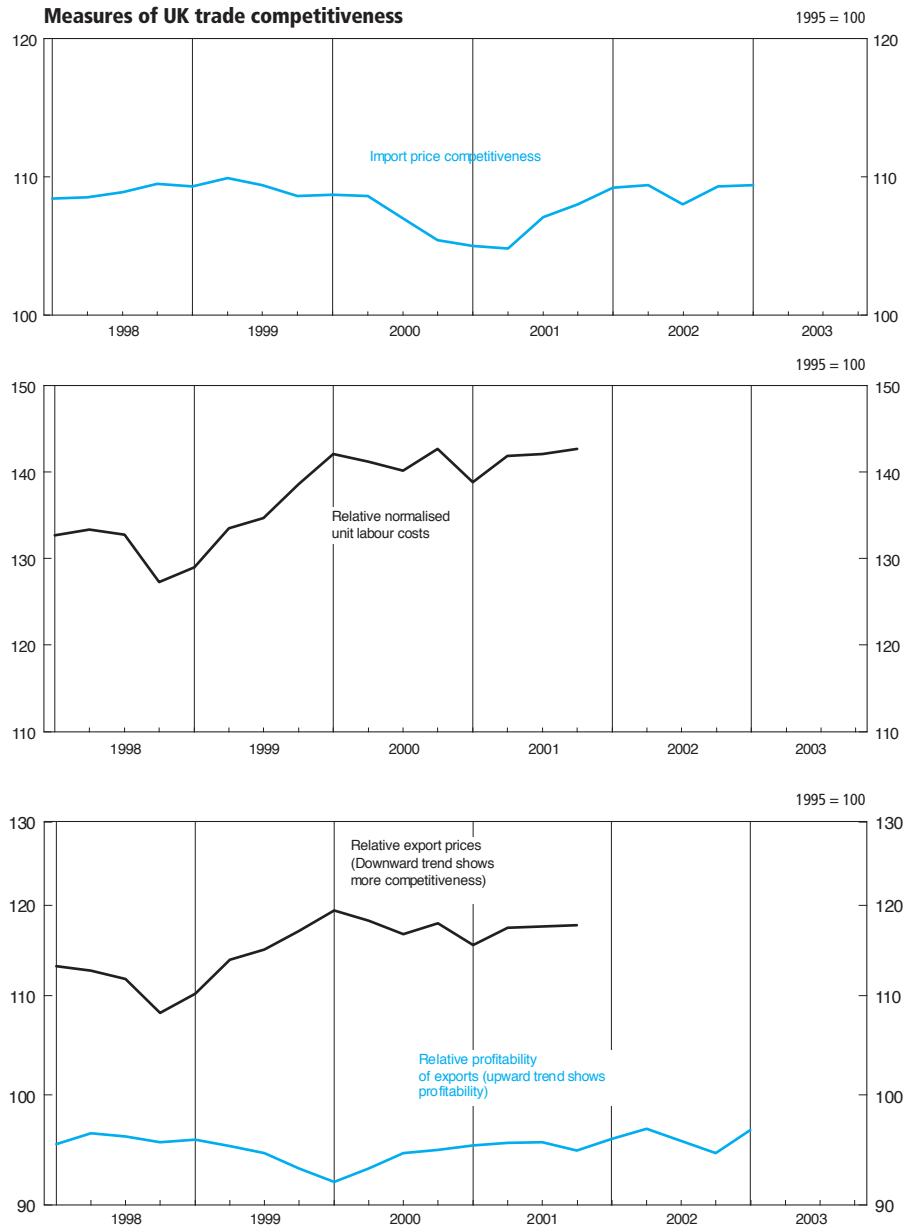 Measures of UK trade competitiveness
1995 = 100
120 120
Import price competitiveness
110 110
100 100
1998 1999 2000 2001 2002 2003
1995 = 100
150 150
140 140
Relative normalised
unit labour costs
130 130
120 120
110 110
1998 1999 2000 2001 2002 2003
1995 = 100
130 130
Relative export prices
(Downward trend shows
more competitiveness)
120 120
110 110
Relative profitability
of exports (upward trend shows
profitability)
100 100
90 90
1998 1999 2000 2001 2002 2003